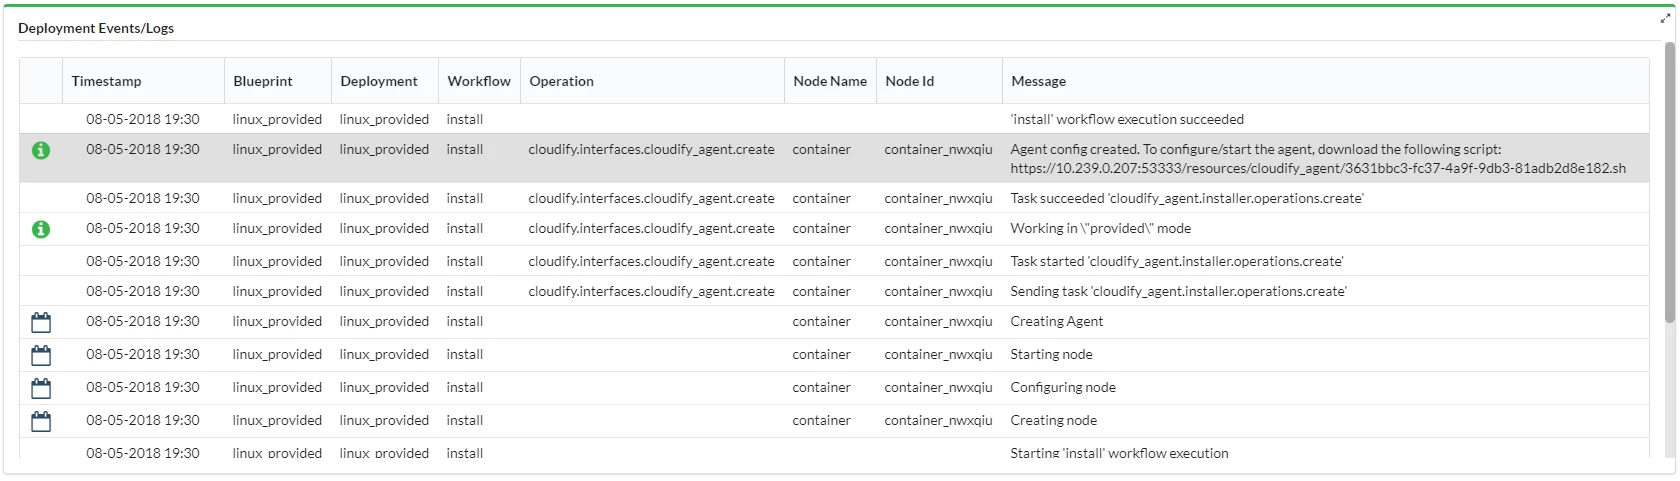 Deployment Events/Logs
Timestamp Blueprint Deployment Workflow Operation Node Name Node Id Message
08-05-2018 19:30 linux_provided linux_provided install 'install' workflow execution succeeded
08-05-2018 19:30 linux_provided linux_provided install cloudify.interfaces.cloudify_agent.create container container_nwxqiu Agent config created. To configure/start the agent, download the following script:
https://10.239.0.207:53333/resources/cloudify_agent/3631bbc3-fc37-4a9f-9db3-81adb2d8e182.sh
08-05-2018 19:30 linux_provided linux_provided install cloudify.interfaces.cloudify_agent.create container container_nwxqiu Task succeeded 'cloudify_agent.installer.operations.create'
08-05-2018 19:30 linux_provided linux_provided install cloudify.interfaces.cloudify_agent.create container container_nwxqiu Working in \"provided\" mode
08-05-2018 19:30 linux_provided linux_provided install cloudify.interfaces.cloudify_agent.create container container_nwxqiu Task started 'cloudify_agent.installer.operations.create'
08-05-2018 19:30 linux_provided linux_provided install cloudify.interfaces.cloudify_agent.create container container_nwxqiu Sending task 'cloudify_agent.installer.operations.create'
08-05-2018 19:30 linux_provided linux_provided install container container_nwxqiu Creating Agent
08-05-2018 19:30 linux_provided linux_provided install container container_nwxqiu Starting node
08-05-2018 19:30 linux_provided linux_provided install container container_nwxqiu Configuring node
08-05-2018 19:30 linux_provided linux_provided install container container_nwxqiu Creating node
08-05-2018 19:30 linux_provided linux_provided install Starting 'install' workflow execution